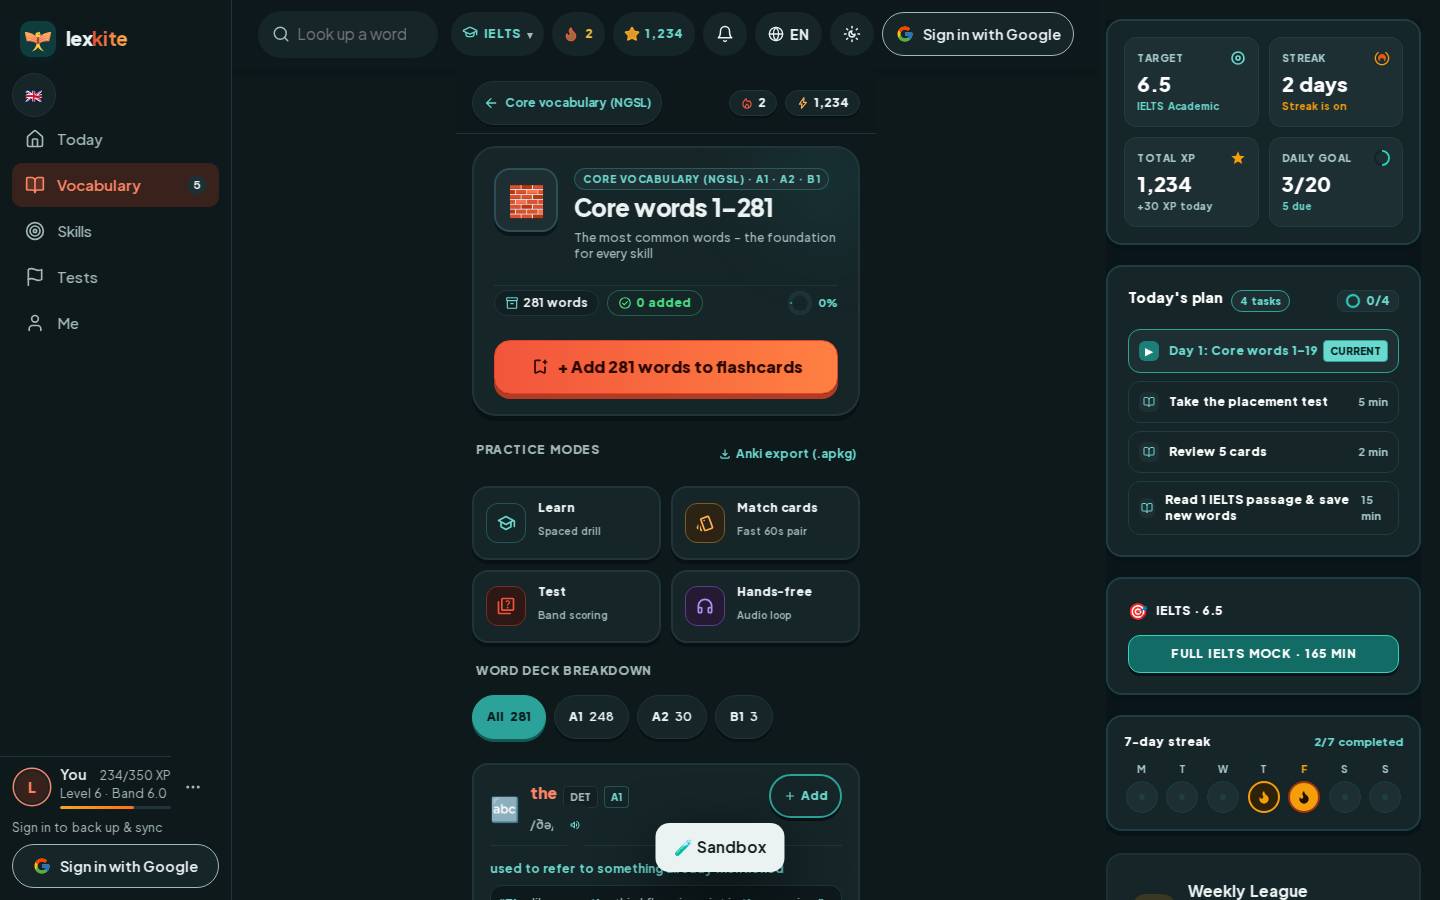 lexkite
Today
Vocabulary 5
Skills
Tests
Me
You 234/350 XP
Level 6 · Band 6.0
Sign in to back up & sync
Sign in with Google
Look up a word
IELTS ▾
2
1,234
EN
Sign in with Google
Core vocabulary (NGSL)
2
1,234
CORE VOCABULARY (NGSL) · A1 · A2 · B1
Core words 1–281
The most common words – the foundation
for every skill
281 words
0 added
0%
+ Add 281 words to flashcards
PRACTICE MODES
Anki export (.apkg)
Learn
Spaced drill
Match cards
Fast 60s pair
Test
Band scoring
Hands-free
Audio loop
WORD DECK BREAKDOWN
All 281
A1 248
A2 30
B1 3
abc
the DET A1
+ Add
/ðə,
used to refer to something already mentioned
Sandbox
TARGET
6.5
IELTS Academic
STREAK
2 days
Streak is on
TOTAL XP
1,234
+30 XP today
DAILY GOAL
3/20
5 due
Today's plan 4 tasks 0/4
Day 1: Core words 1–19 CURRENT
Take the placement test 5 min
Review 5 cards 2 min
Read 1 IELTS passage & save
new words
15
min
IELTS · 6.5
FULL IELTS MOCK · 165 MIN
7-day streak 2/7 completed
M T W T F S S
L
Weekly League